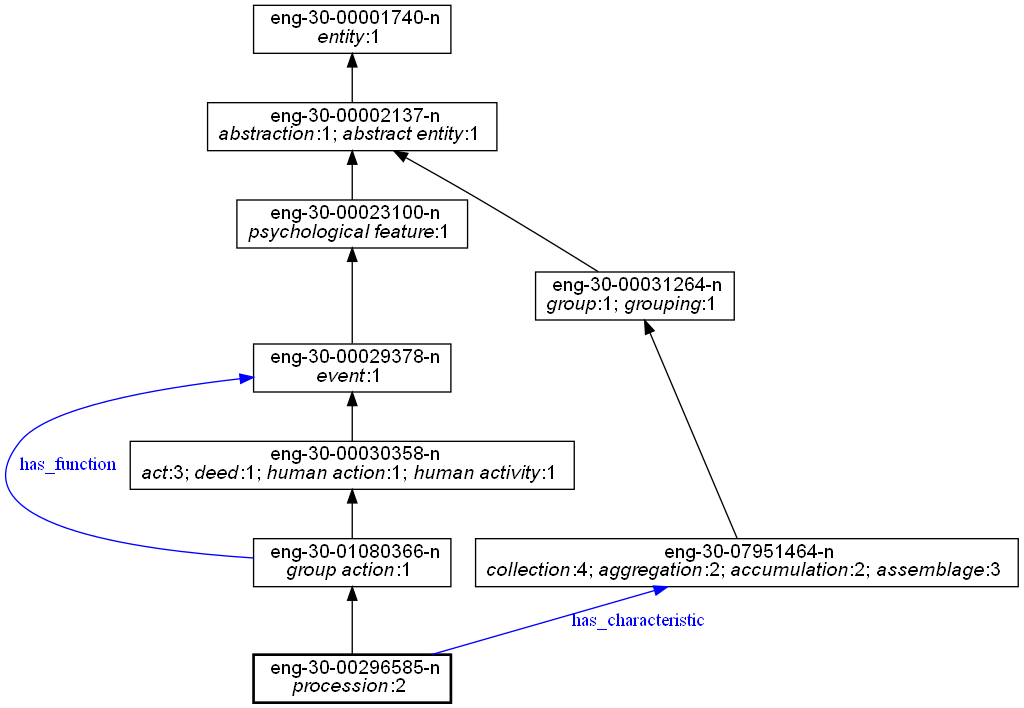 eng-30-00001740-n
entity:1
eng-30-00002137-n
abstraction:1; abstract entity:1
eng-30-00023100-n
psychological feature:1
eng-30-00031264-n
group:1; grouping:1
eng-30-00029378-n
event:1
eng-30-00030358-n
act:3; deed:1; human action:1; human activity:1
has_function
eng-30-01080366-n
group action:1
eng-30-07951464-n
collection:4; aggregation:2; accumulation:2; assemblage:3
has_characteristic
eng-30-00296585-n
procession:2